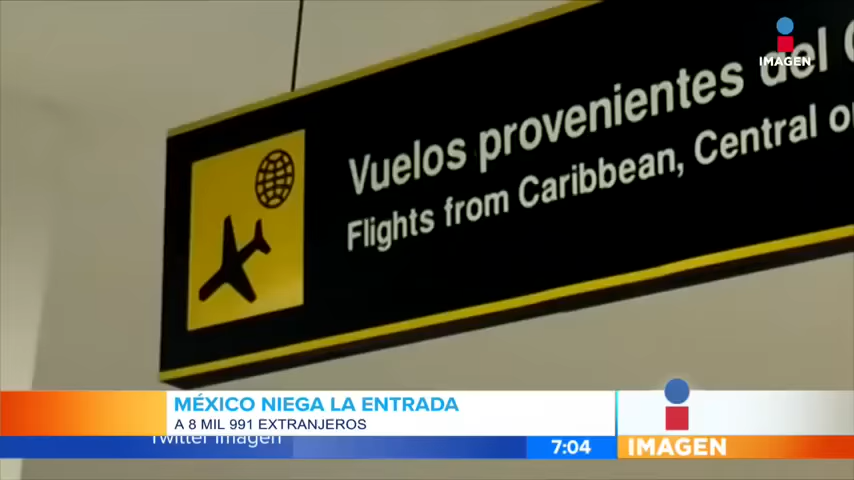 IMAGEN
Vuelos provenientes del
Flights from Caribbean, Central
MÉXICO NIEGA LA ENTRADA
A 8 MIL 991 EXTRANJEROS
Twitter Imagen
7:04
IMAGEN